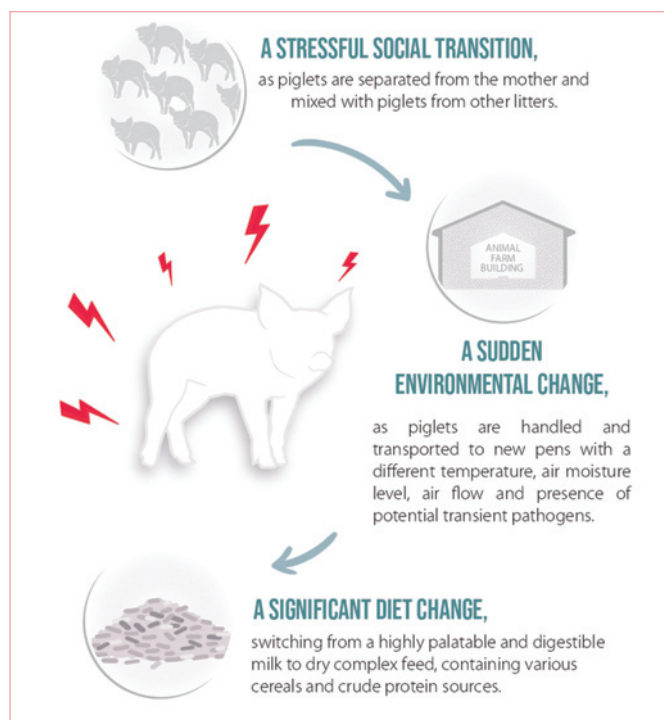 A STRESSFUL SOCIAL TRANSITION,
as piglets are separated from the mother and
mixed with piglets from other litters.
ANIMAL
FARM
BUILDING
A SUDDEN
ENVIRONMENTAL CHANGE,
as piglets are handled and
transported to new pens with a
different temperature, air moisture
level, air flow and presence of
potential transient pathogens.
A SIGNIFICANT DIET CHANGE,
switching from a highly palatable and digestible
milk to dry complex feed, containing various
cereals and crude protein sources.